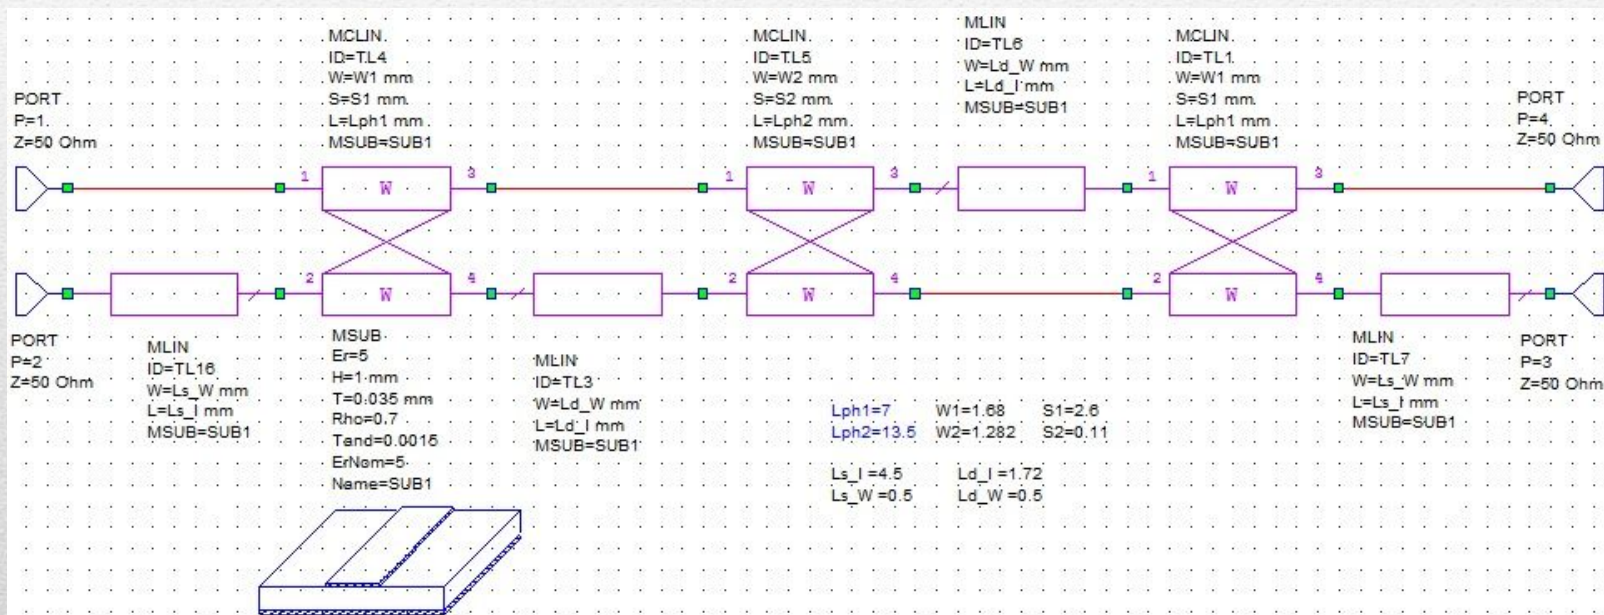 MCLIN
ID=TL4
W=W1 mm
S=S1 mm
L=Lph1 mm
MSUB=SUB1
MCLIN
ID=TL5
W=W2 mm
S=S2 mm
L=Lph2 mm
MSUB=SUB1
MLIN
ID=TL6
W=Ld_W mm
L=Ld_l mm
MSUB=SUB1
MCLIN
ID=TL1
W=W1 mm
S=S1 mm
L=Lph1 mm
MSUB=SUB1
PORT
P=1
Z=50 Ohm
PORT
P=4
Z=50 Ohm
1 W 3
1 W 3
1 W 3
2 W 4
2 W 4
2 W 4
PORT
P=2
Z=50 Ohm
MLIN
ID=TL16
W=Ls_W mm
L=Ls_l mm
MSUB=SUB1
MSUB
Er=5
H=1 mm
T=0.035 mm
Rho=0.7
Tand=0.0015
ErNom=5
Name=SUB1
MLIN
ID=TL3
W=Ld_W mm
L=Ld_l mm
MSUB=SUB1
Lph1=7 W1=1.68 S1=2.6
Lph2=13.5 W2=1.282 S2=0.11
Ls_l =4.5 Ld_l =1.72
Ls_W =0.5 Ld_W =0.5
MLIN
ID=TL7
W=Ls_W mm
L=Ls_l mm
MSUB=SUB1
PORT
P=3
Z=50 Ohm